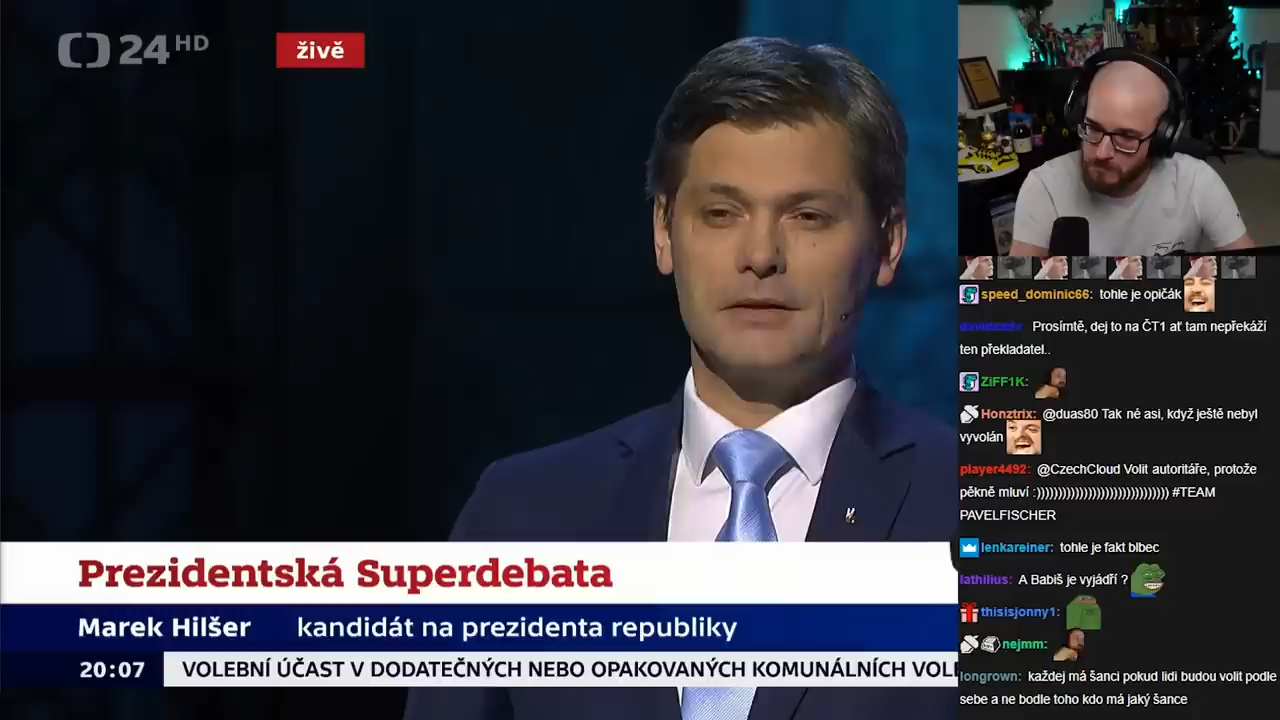 24 HD
živě
Prezidentská Superdebata
Marek Hilšer kandidát na prezidenta republiky
20:07 VOLEBNÍ ÚČAST V DODATEČNÝCH NEBO OPAKOVANÝCH KOMUNÁLNÍCH VOL
speed_dominic66: tohle je opičák
Prosímtě, dej to na ČT1 ať tam nepřekáží
ten překladatel..
ZiFF1K:
Honztrix: @duas80 Tak né asi, když ještě nebyl
vyvolán
player4492: @CzechCloud Volit autoritáře, protože
pěkně mluví :)))))))))))))))))))))))))))))))) #TEAM
PAVELFISCHER
lenkareiner: tohle je fakt blbec
lathilius: A Babiš je vyjádří ?
thisisjonny1:
nejmm:
longrown: každej má šanci pokud lidi budou volit podle
sebe a ne bodle toho kdo má jaký šance